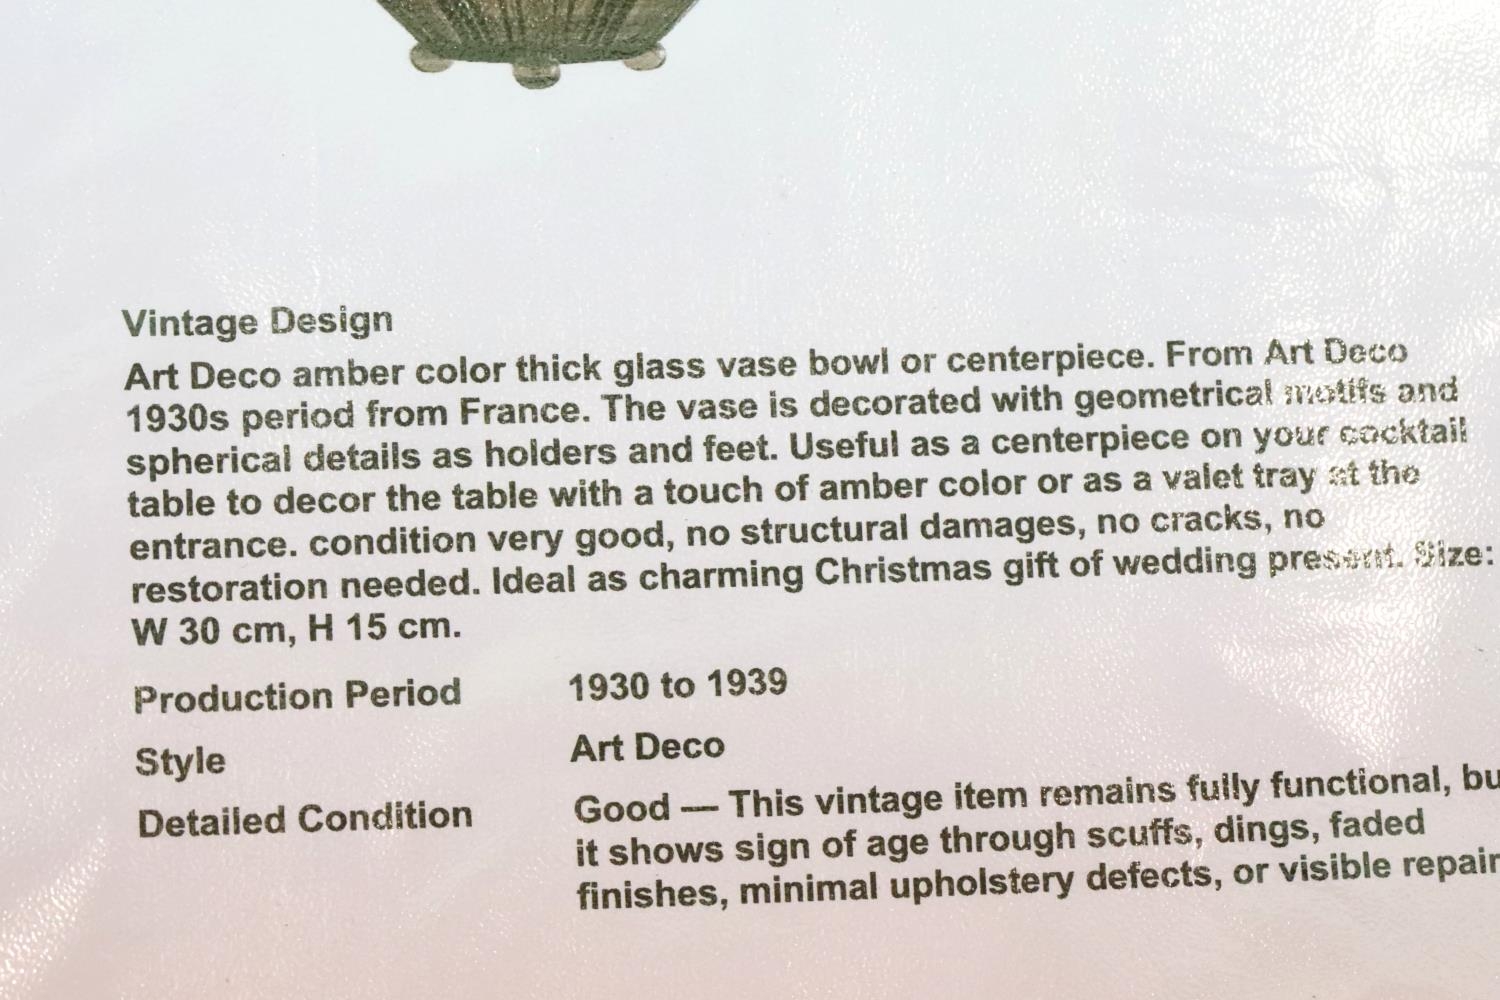 Vintage Design
Art Deco amber color thick glass vase bowl or centerpiece. From Art Deco
1930s period from France. The vase is decorated with geometrical motifs and
spherical details as holders and feet. Useful as a centerpiece on your cocktail
table to decor the table with a touch of amber color or as a valet tray at the
entrance. condition very good, no structural damages, no cracks, no
restoration needed. Ideal as charming Christmas gift of wedding present. Size:
W 30 cm, H 15 cm.
Production Period 1930 to 1939
Style Art Deco
Detailed Condition Good — This vintage item remains fully functional, bu
it shows sign of age through scuffs, dings, faded
finishes, minimal upholstery defects, or visible repair